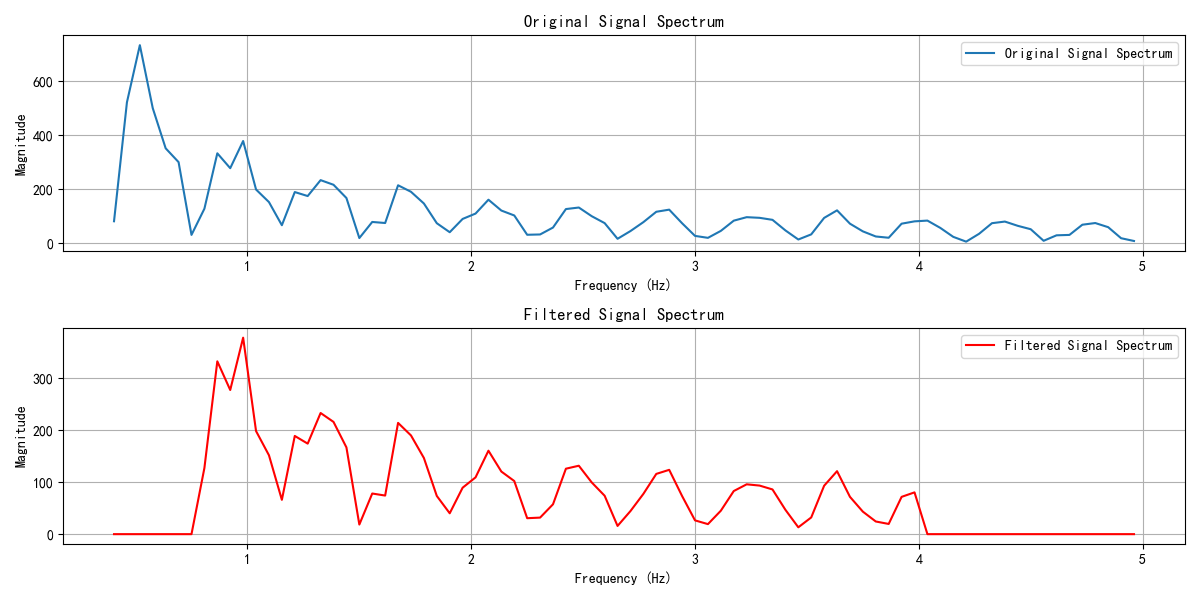 Original Signal Spectrum
Original Signal Spectrum
Magnitude
600
400
200
0
1
2
3
4
5
Frequency (Hz)
Filtered Signal Spectrum
Filtered Signal Spectrum
Magnitude
300
200
100
0
1
2
3
4
5
Frequency (Hz)